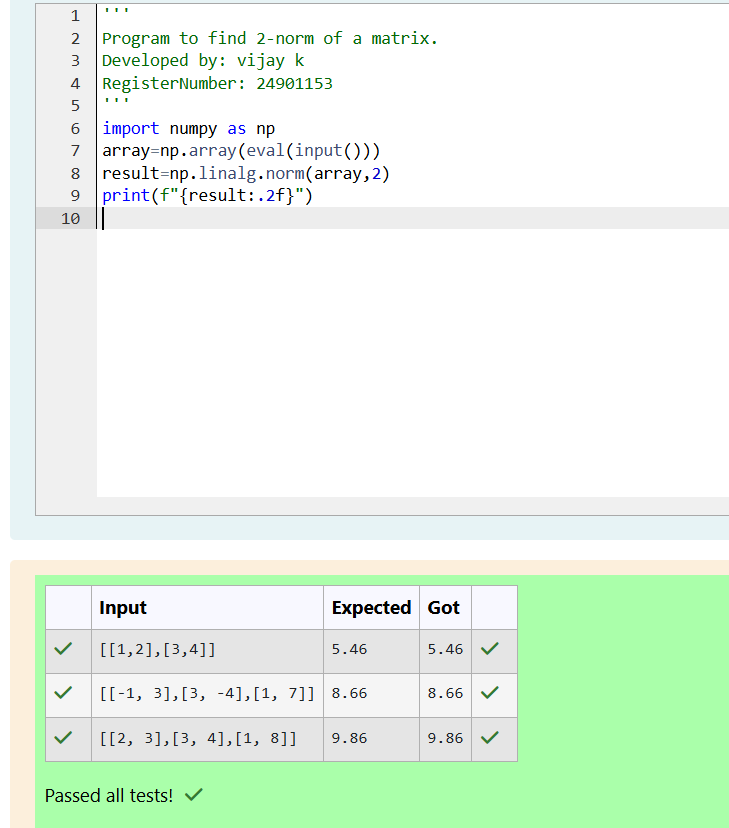 1 '''
2 Program to find 2-norm of a matrix.
3 Developed by: vijay k
4 RegisterNumber: 24901153
5 '''
6 import numpy as np
7 array=np.array(eval(input()))
8 result=np.linalg.norm(array,2)
9 print(f"{result:.2f}")
10
Input Expected Got
[[1,2],[3,4]] 5.46 5.46
[[-1, 3],[3, -4],[1, 7]] 8.66 8.66
[[2, 3],[3, 4],[1, 8]] 9.86 9.86
Passed all tests!